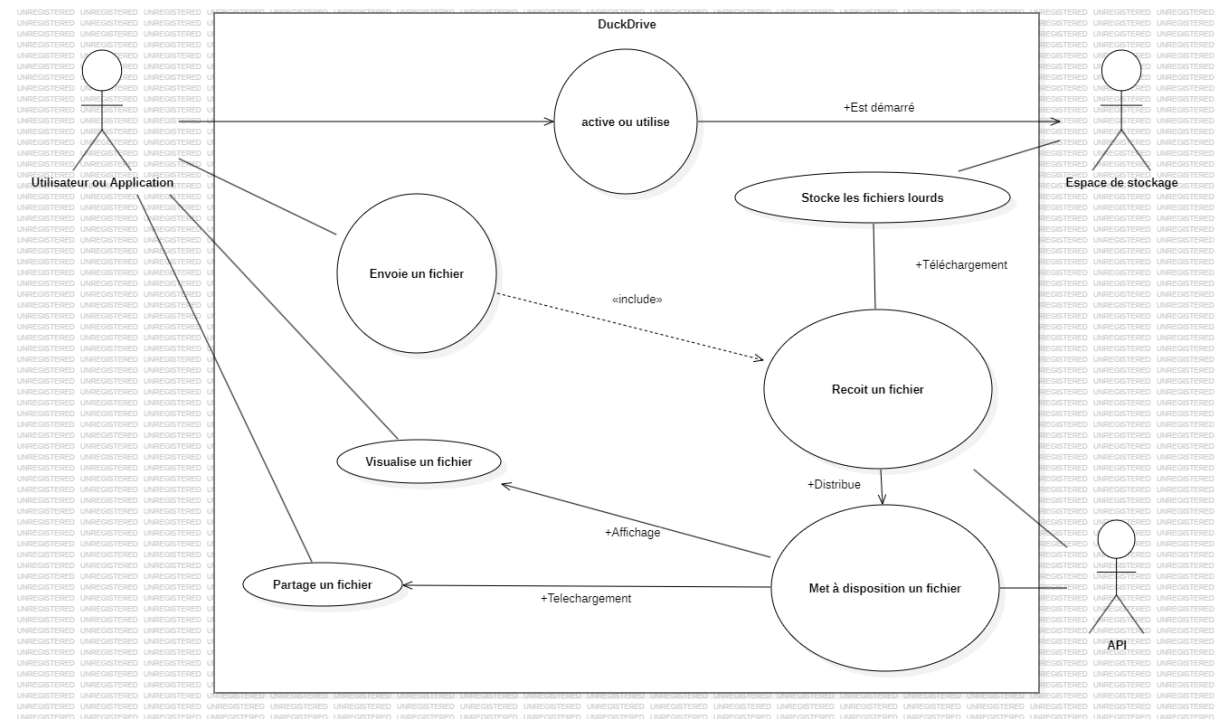 DuckDrive
active ou utilise
+Est démarré
Utilisateur ou Application
Espace de stockage
Stocke les fichiers lourds
+Téléchargement
Envoie un fichier
«include»
Recoit un fichier
Visualise un fichier
+Distribue
+Affichage
Partage un fichier
Met à disposition un fichier
+Telechargement
API
UNREGISTERED